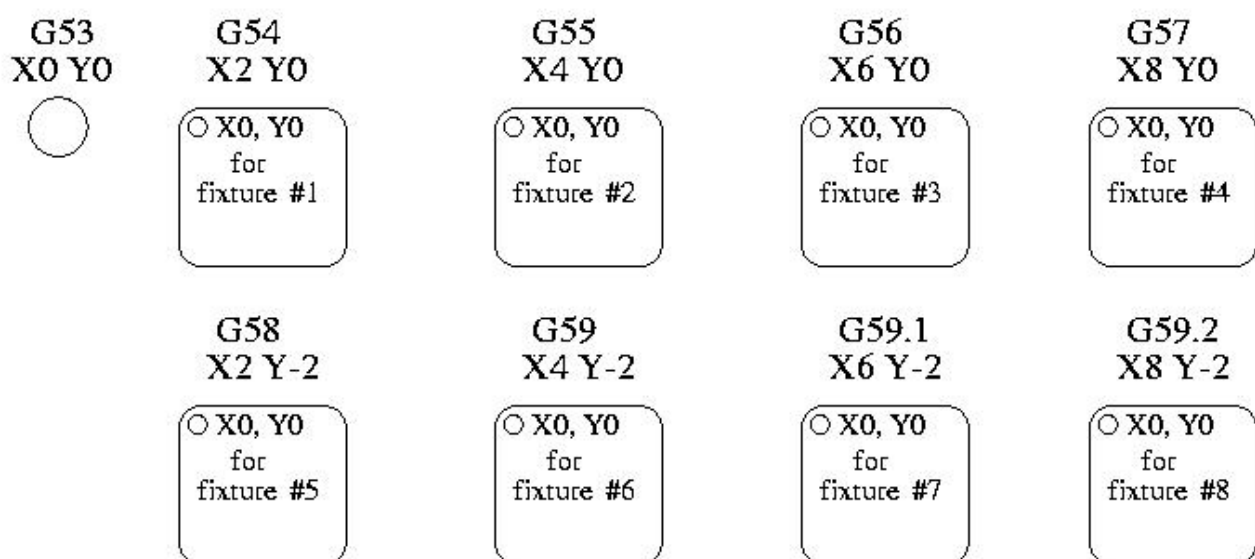 G53 G54 G55 G56 G57
X0 Y0 X2 Y0 X4 Y0 X6 Y0 X8 Y0
X0, Y0 X0, Y0 X0, Y0 X0, Y0
for for for for
fixture #1 fixture #2 fixture #3 fixture #4
G58 G59 G59.1 G59.2
X2 Y-2 X4 Y-2 X6 Y-2 X8 Y-2
X0, Y0 X0, Y0 X0, Y0 X0, Y0
for for for for
fixture #5 fixture #6 fixture #7 fixture #8